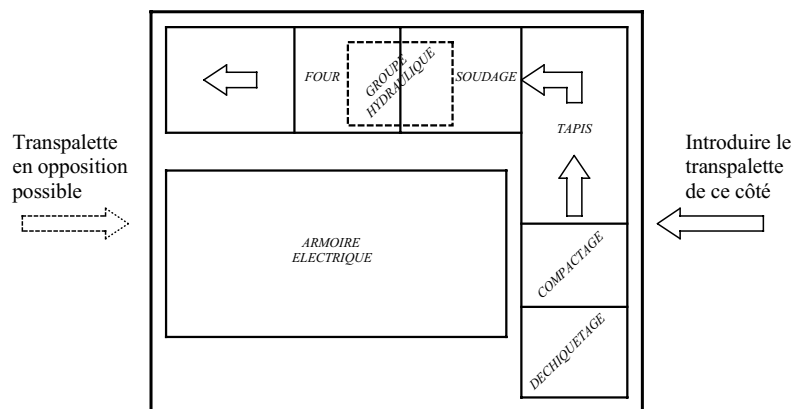 FOUR
GROUPE
HYDRAULIQUE
SOUDAGE
TAPIS
Transpalette
en opposition
possible
Introduire le
transpalette
de ce côté
ARMOIRE
ELECTRIQUE
COMPACTAGE
DECHIQUETAGE